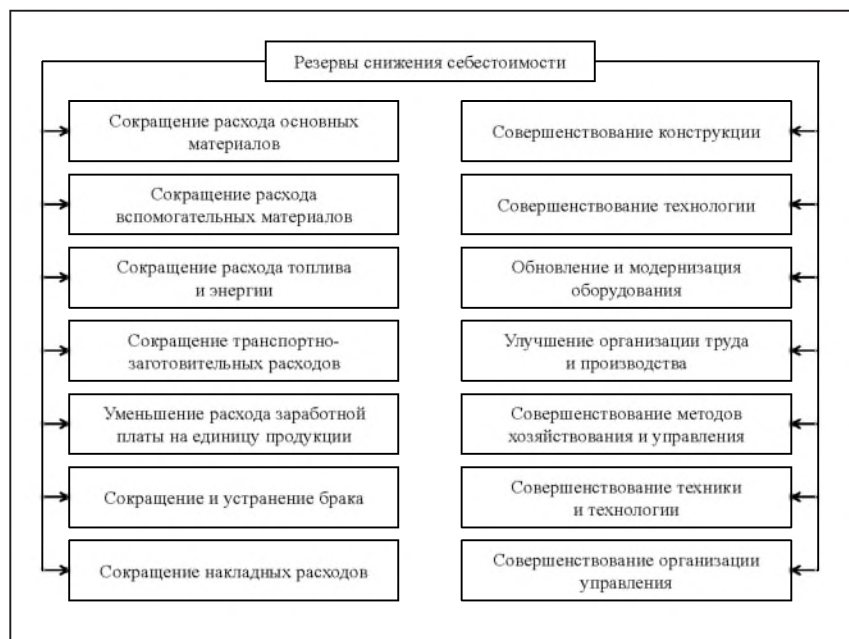 Резервы снижения себестоимости
Сокращение расхода основных
материалов
Сокращение расхода
вспомогательных материалов
Сокращение расхода топлива
и энергии
Сокращение транспортно-
заготовительных расходов
Уменьшение расхода заработной
платы на единицу продукции
Сокращение и устранение брака
Сокращение накладных расходов
Совершенствование конструкции
Совершенствование технологии
Обновление и модернизация
оборудования
Улучшение организации труда
и производства
Совершенствование методов
хозяйствования и управления
Совершенствование техники
и технологии
Совершенствование организации
управления